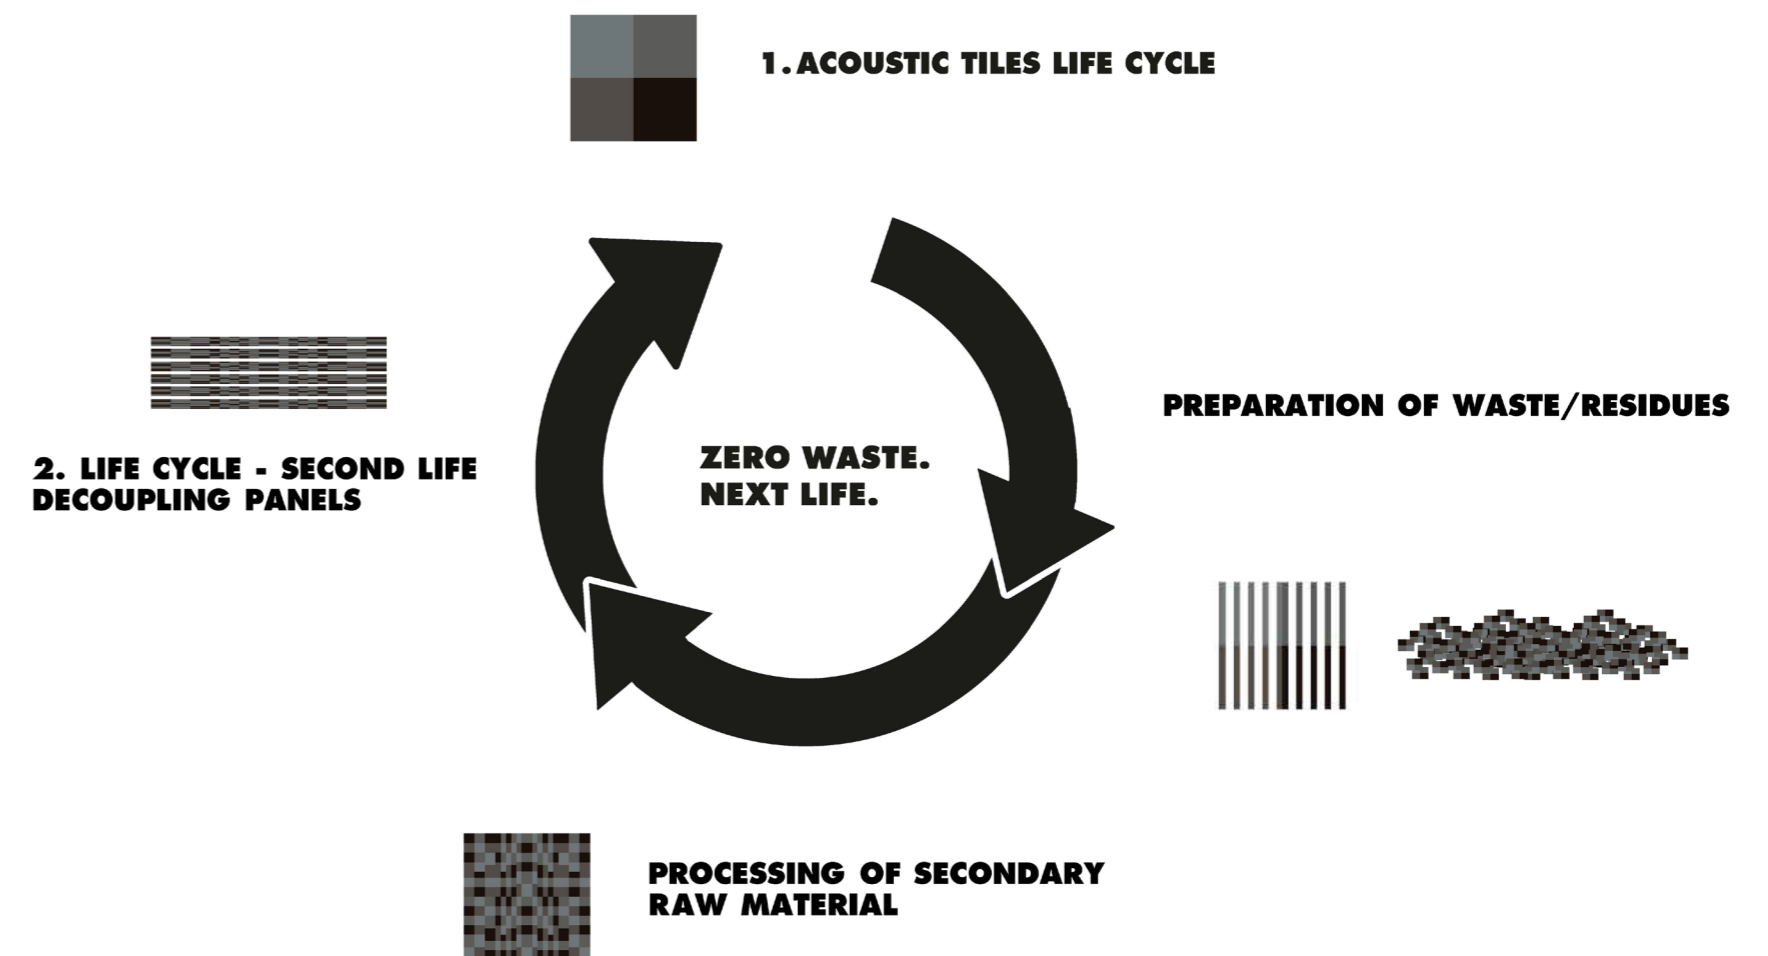 1. ACOUSTIC TILES LIFE CYCLE
PREPARATION OF WASTE/RESIDUES
ZERO WASTE.
NEXT LIFE.
2. LIFE CYCLE - SECOND LIFE
DECOUPLING PANELS
PROCESSING OF SECONDARY
RAW MATERIAL